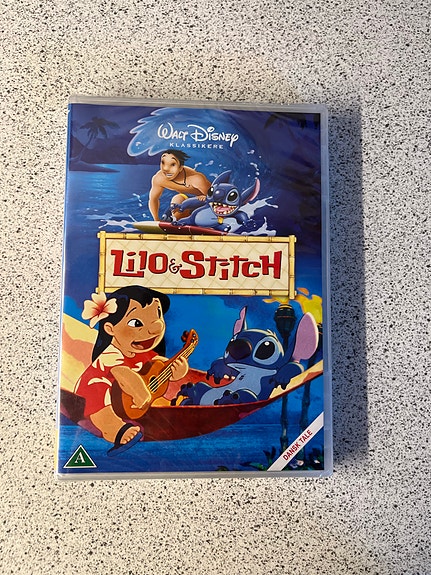 WALT DISNEY
KLASSIKERE
LILO & STITCH
DANSK TALE
A